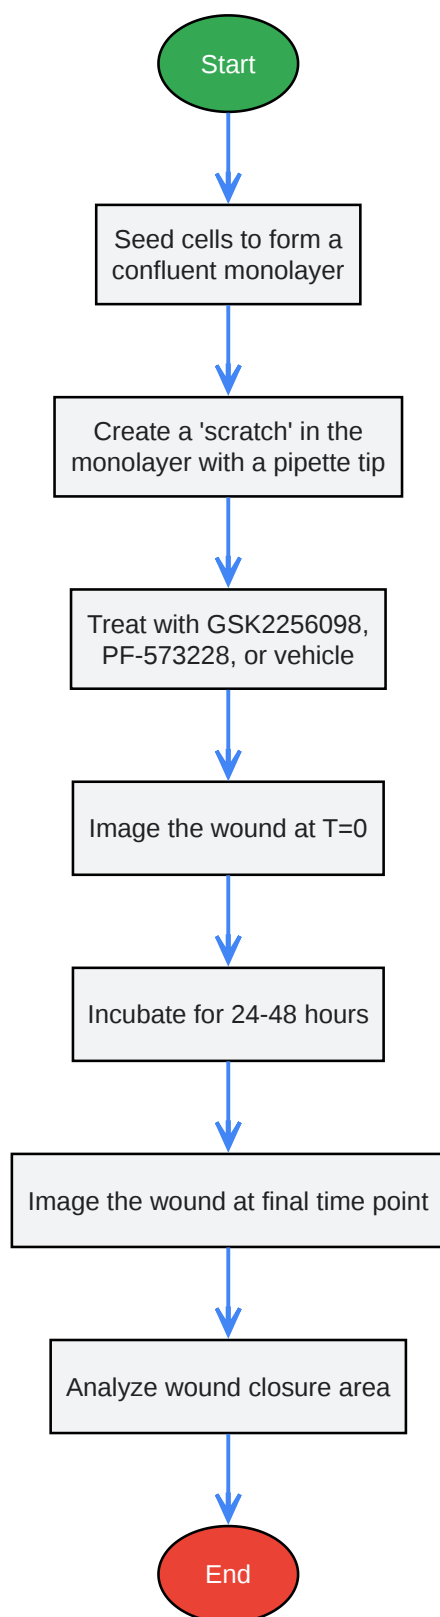 Start
Seed cells to form a
confluent monolayer
Create a 'scratch' in the
monolayer with a pipette tip
Treat with GSK2256098,
PF-573228, or vehicle
Image the wound at T=0
Incubate for 24-48 hours
Image the wound at final time point
Analyze wound closure area
End